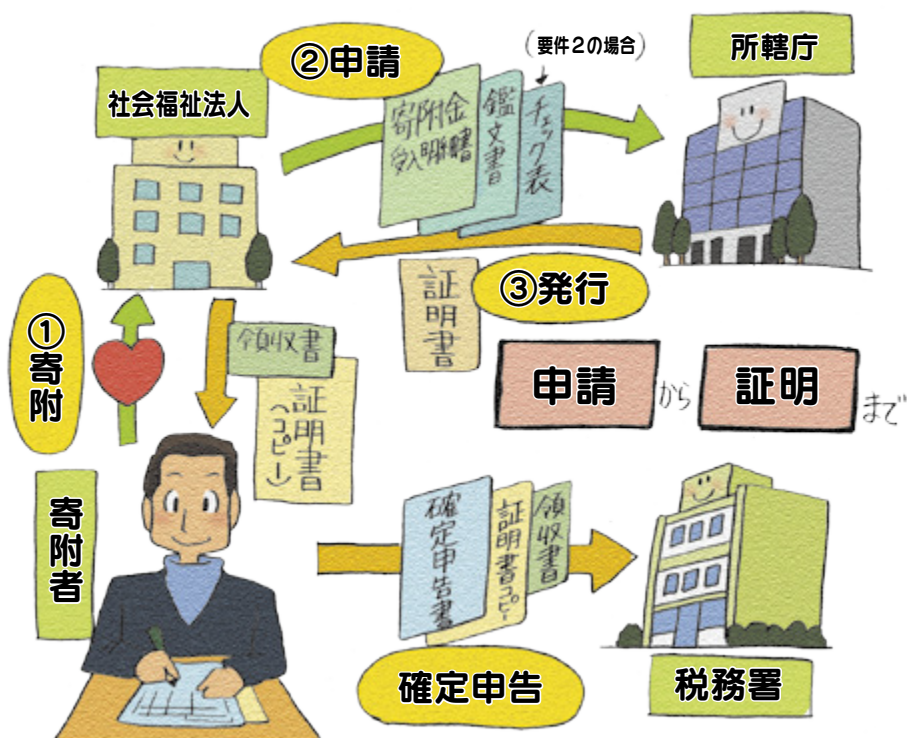 ②申請
(要件2の場合)
所轄庁
社会福祉法人
寄附金
受入明細書
鑑文書
チェック表
証明書
③発行
①寄附
領収書
証明書
(コピー)
申請から証明まで
寄附者
確定申告書
証明書コピー
領収書
確定申告
税務署